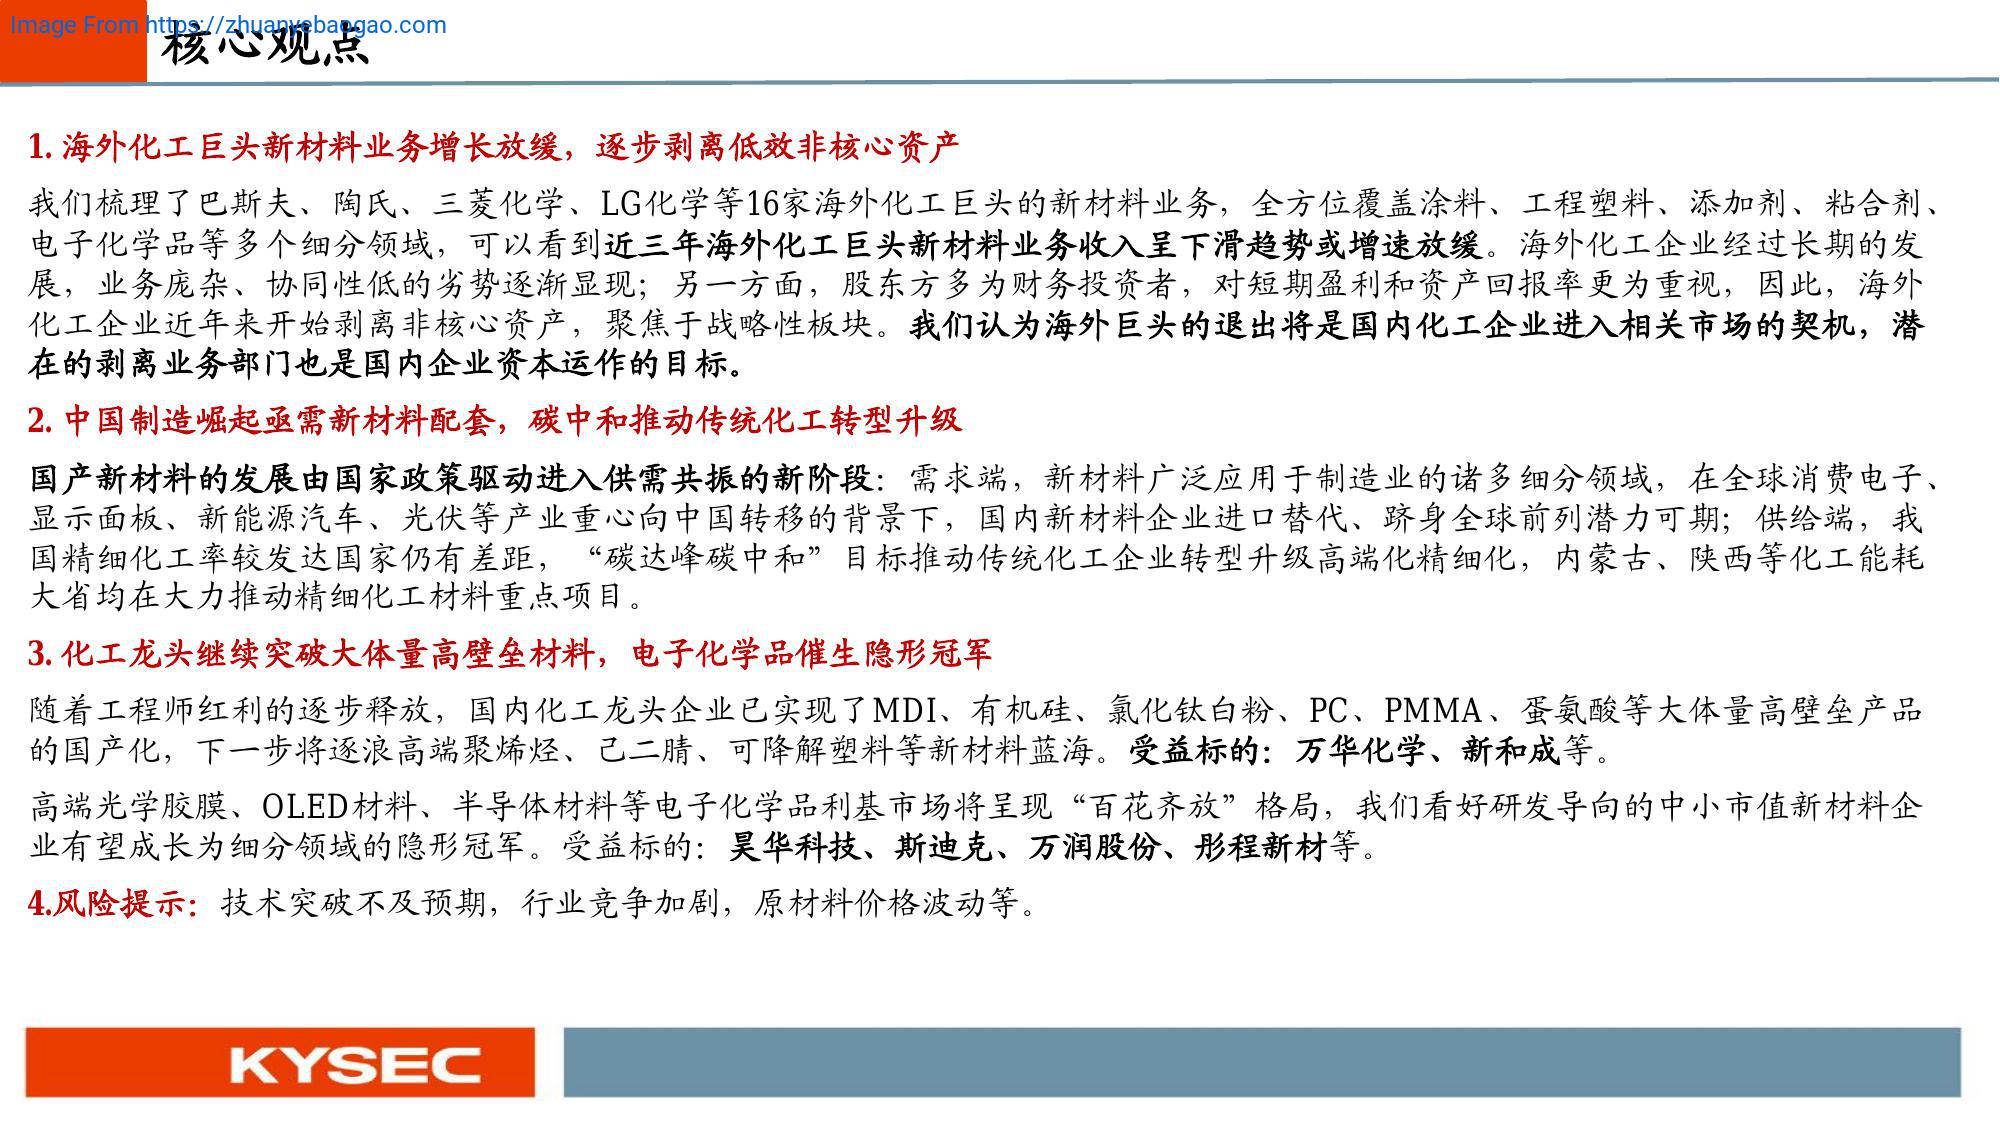 Image From https://zhuanyebaogao.com
核心观点
1. 海外化工巨头新材料业务增长放缓，逐步剥离低效非核心资产
我们梳理了巴斯夫、陶氏、三菱化学、LG化学等16家海外化工巨头的新材料业务，全方位覆盖涂料、工程塑料、添加剂、粘合剂、
电子化学品等多个细分领域，可以看到近三年海外化工巨头新材料业务收入呈下滑趋势或增速放缓。海外化工企业经过长期的发
展，业务庞杂、协同性低的劣势逐渐显现；另一方面，股东方多为财务投资者，对短期盈利和资产回报率更为重视，因此，海外
化工企业近年来开始剥离非核心资产，聚焦于战略性板块。我们认为海外巨头的退出将是国内化工企业进入相关市场的契机，潜
在的剥离业务部门也是国内企业资本运作的目标。
2. 中国制造崛起亟需新材料配套，碳中和推动传统化工转型升级
国产新材料的发展由国家政策驱动进入供需共振的新阶段：需求端，新材料广泛应用于制造业的诸多细分领域，在全球消费电子、
显示面板、新能源汽车、光伏等产业重心向中国转移的背景下，国内新材料企业进口替代、跻身全球前列潜力可期；供给端，我
国精细化工率较发达国家仍有差距，“碳达峰碳中和”目标推动传统化工企业转型升级高端化精细化，内蒙古、陕西等化工能耗
大省均在大力推动精细化工材料重点项目。
3. 化工龙头继续突破大体量高壁垒材料，电子化学品催生隐形冠军
随着工程师红利的逐步释放，国内化工龙头企业已实现了MDI、有机硅、氯化钛白粉、PC、PMMA、蛋氨酸等大体量高壁垒产品
的国产化，下一步将逐浪高端聚烯烃、己二腈、可降解塑料等新材料蓝海。受益标的：万华化学、新和成等。
高端光学胶膜、OLED材料、半导体材料等电子化学品利基市场将呈现“百花齐放”格局，我们看好研发导向的中小市值新材料企
业有望成长为细分领域的隐形冠军。受益标的：昊华科技、斯迪克、万润股份、彤程新材等。
4.风险提示：技术突破不及预期，行业竞争加剧，原材料价格波动等。
KYSEC